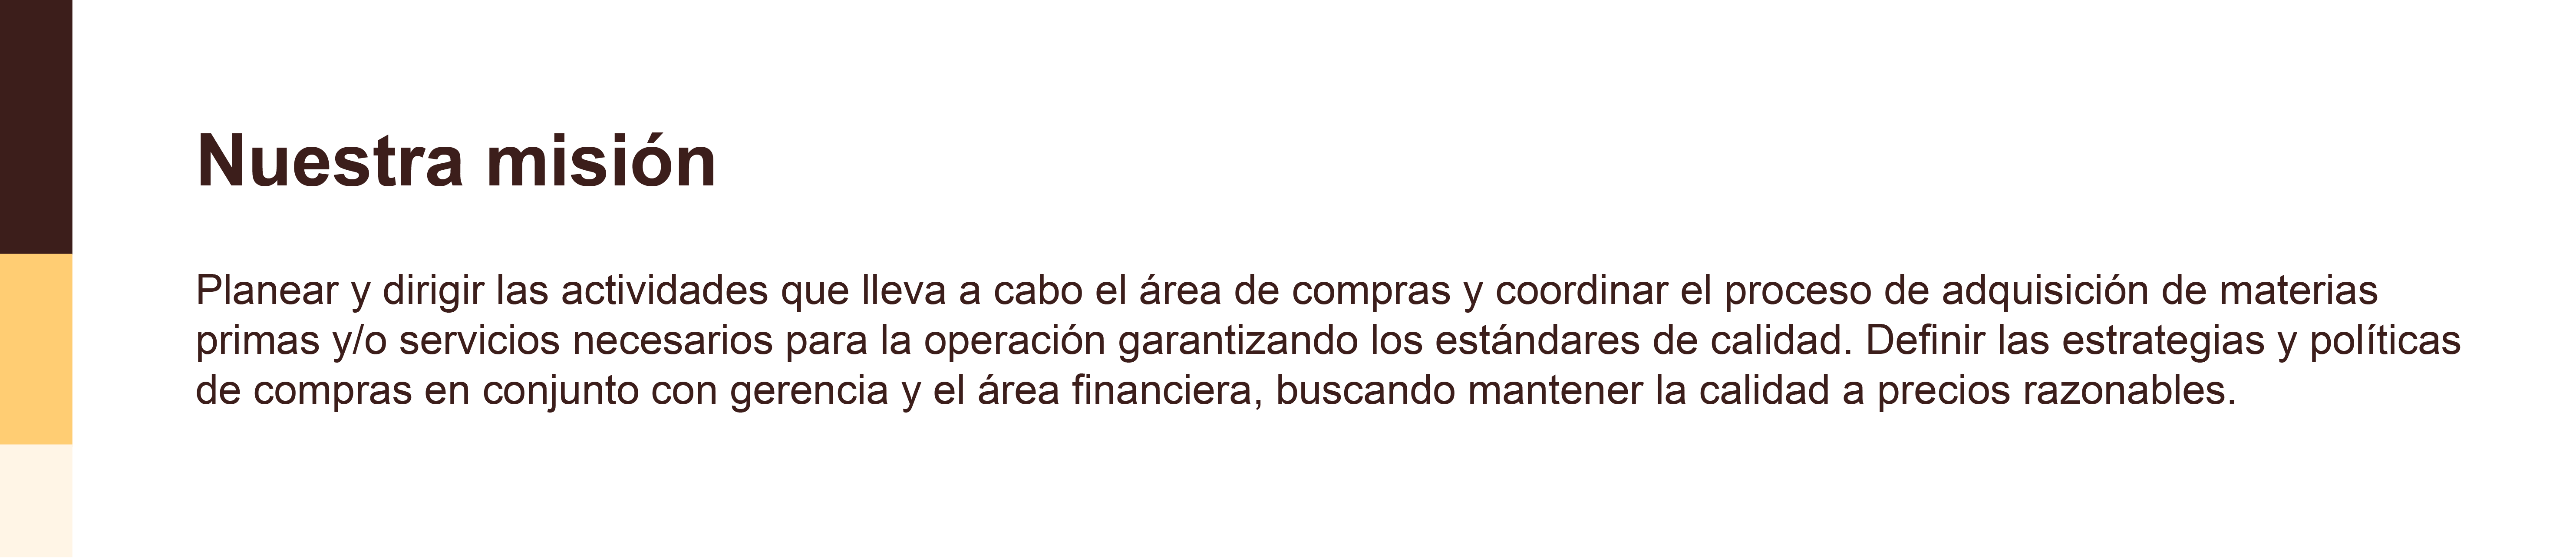 Nuestra misión
Planear y dirigir las actividades que lleva a cabo el área de compras y coordinar el proceso de adquisición de materias
primas y/o servicios necesarios para la operación garantizando los estándares de calidad. Definir las estrategias y políticas
de compras en conjunto con gerencia y el área financiera, buscando mantener la calidad a precios razonables.